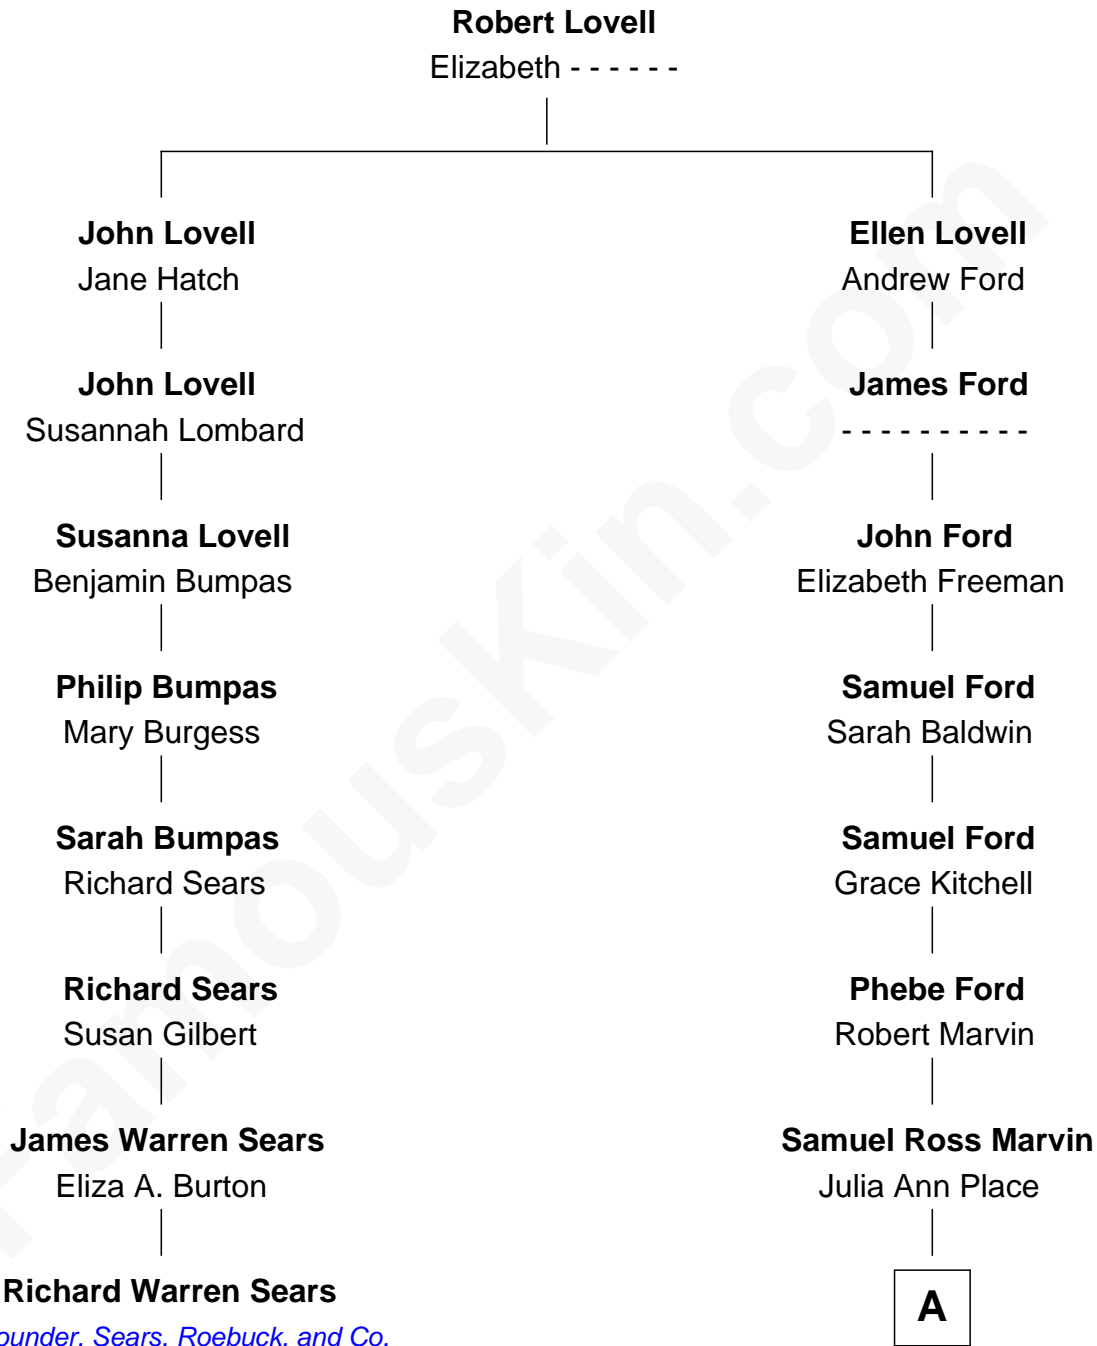 Robert Lovell
Elizabeth - - - - - -
John Lovell
Jane Hatch
Ellen Lovell
Andrew Ford
John Lovell
Susannah Lombard
James Ford
- - - - - - - - - -
Susanna Lovell
Benjamin Bumpas
John Ford
Elizabeth Freeman
Philip Bumpas
Mary Burgess
Samuel Ford
Sarah Baldwin
Sarah Bumpas
Richard Sears
Samuel Ford
Grace Kitchell
Richard Sears
Susan Gilbert
Phebe Ford
Robert Marvin
James Warren Sears
Eliza A. Burton
Samuel Ross Marvin
Julia Ann Place
Richard Warren Sears
ounder, Sears, Roebuck, and Co.
A
FamousKin.com